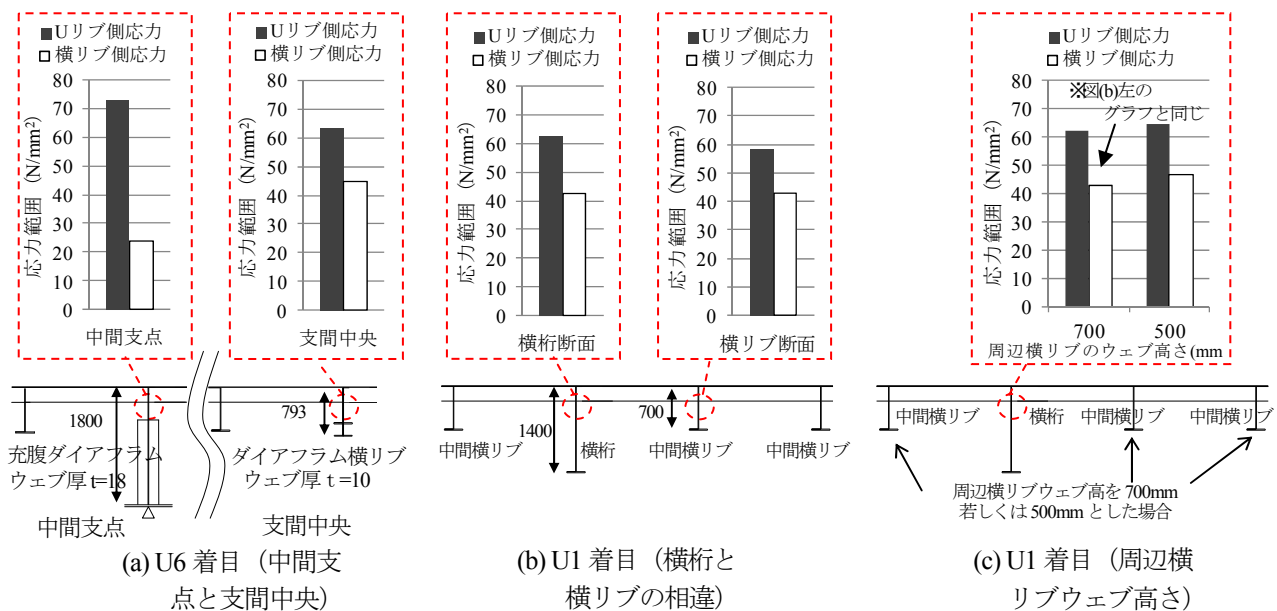 ■Uリブ側応力
□横リブ側応力
応力範囲（N/mm²）
80
70
60
50
40
30
20
10
0
中間支点
■Uリブ側応力
□横リブ側応力
応力範囲（N/mm²）
80
70
60
50
40
30
20
10
0
支間中央
1800
充腹ダイアフラム
ウェブ厚t=18
中間支点
793
ダイアフラム横リブ
ウェブ厚ｔ=10
支間中央
(a) U6 着目（中間支
点と支間中央）
■Uリブ側応力
□横リブ側応力
応力範囲（N/mm²）
80
70
60
50
40
30
20
10
0
横桁断面
■Uリブ側応力
□横リブ側応力
応力範囲（N/mm²）
80
70
60
50
40
30
20
10
0
横リブ断面
中間横リブ
1400
横桁
700
中間横リブ
中間横リブ
(b) U1 着目（横桁と
横リブの相違）
■Uリブ側応力
□横リブ側応力
応力範囲（N/mm²）
80
70
60
50
40
30
20
10
0
※図(b)左の
グラフと同じ
700 500
周辺横リブのウェブ高さ(mm
中間横リブ
横桁
中間横リブ
中間横リブ
周辺横リブウェブ高を 700mm
若しくは 500mm とした場合
(c) U1 着目（周辺横
リブウェブ高さ）